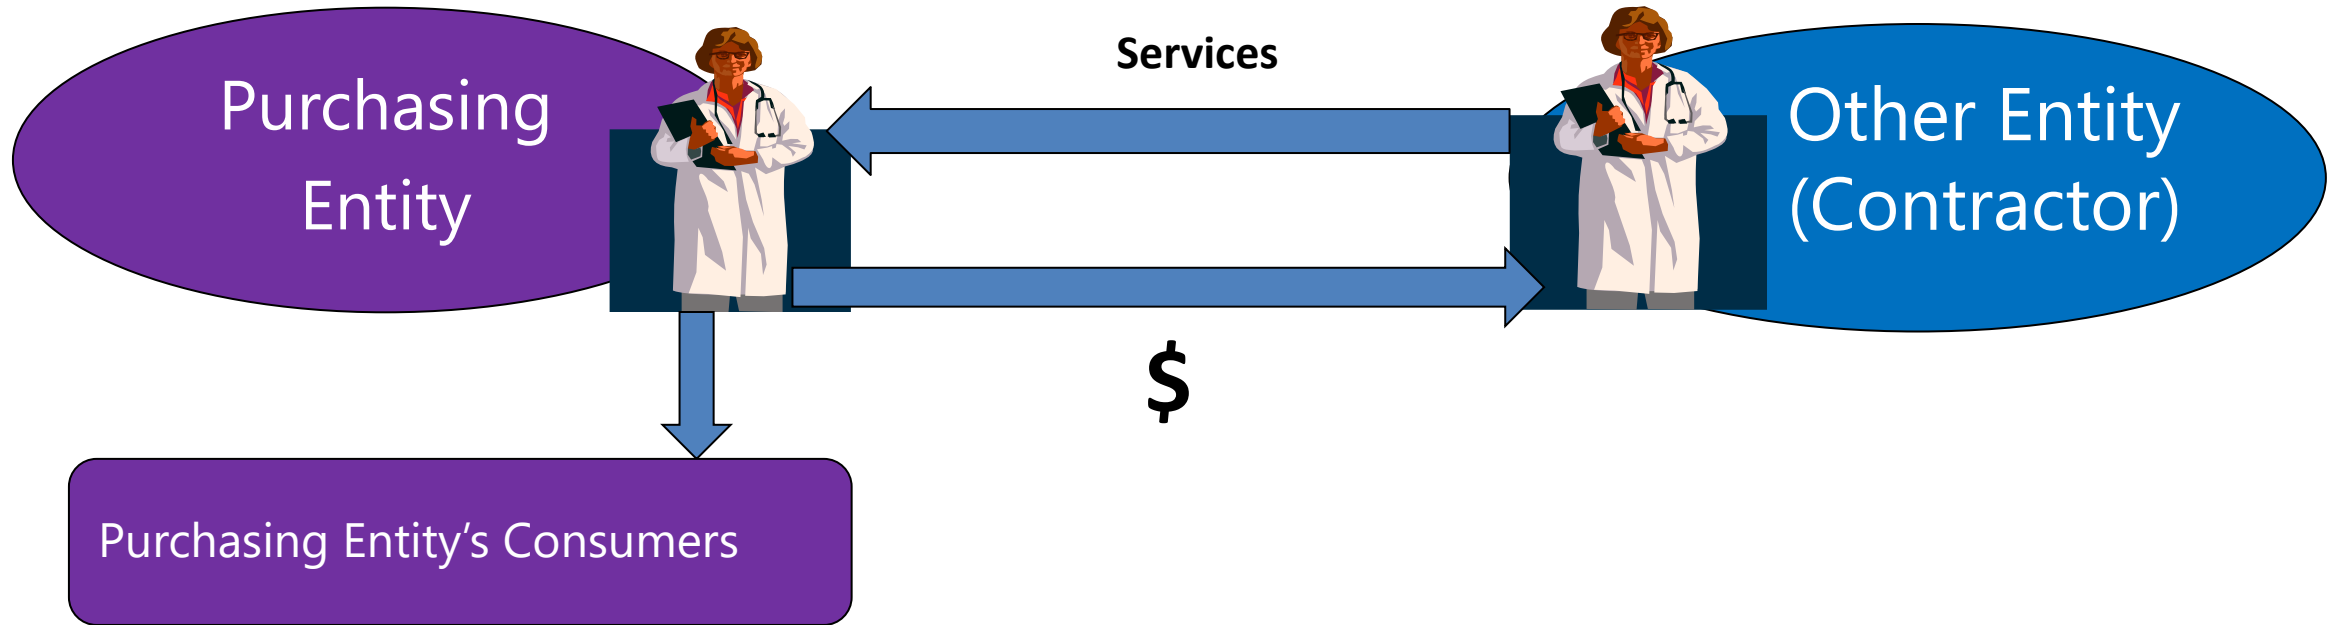 Purchasing
Entity
Services
Other Entity
(Contractor)
$
Purchasing Entity’s Consumers